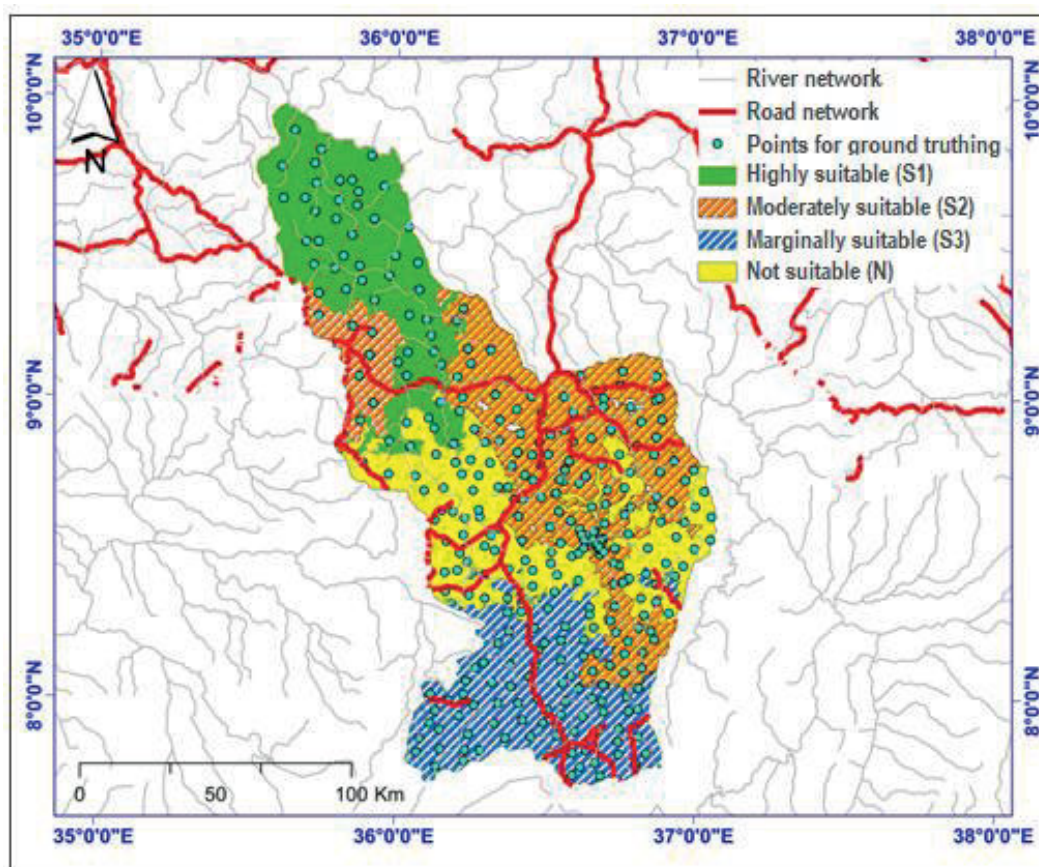 35°0'0"E 36°0'0"E 37°0'0"E 38°0'0"E
10°0'0"N
10°0'0"N
N
River network
Road network
Points for ground truthing
Highly suitable (S1)
Moderately suitable (S2)
Marginally suitable (S3)
Not suitable (N)
9°0'0"N
9°0'0"N
8°0'0"N
8°0'0"N
0 50 100 Km
35°0'0"E 36°0'0"E 37°0'0"E 38°0'0"E